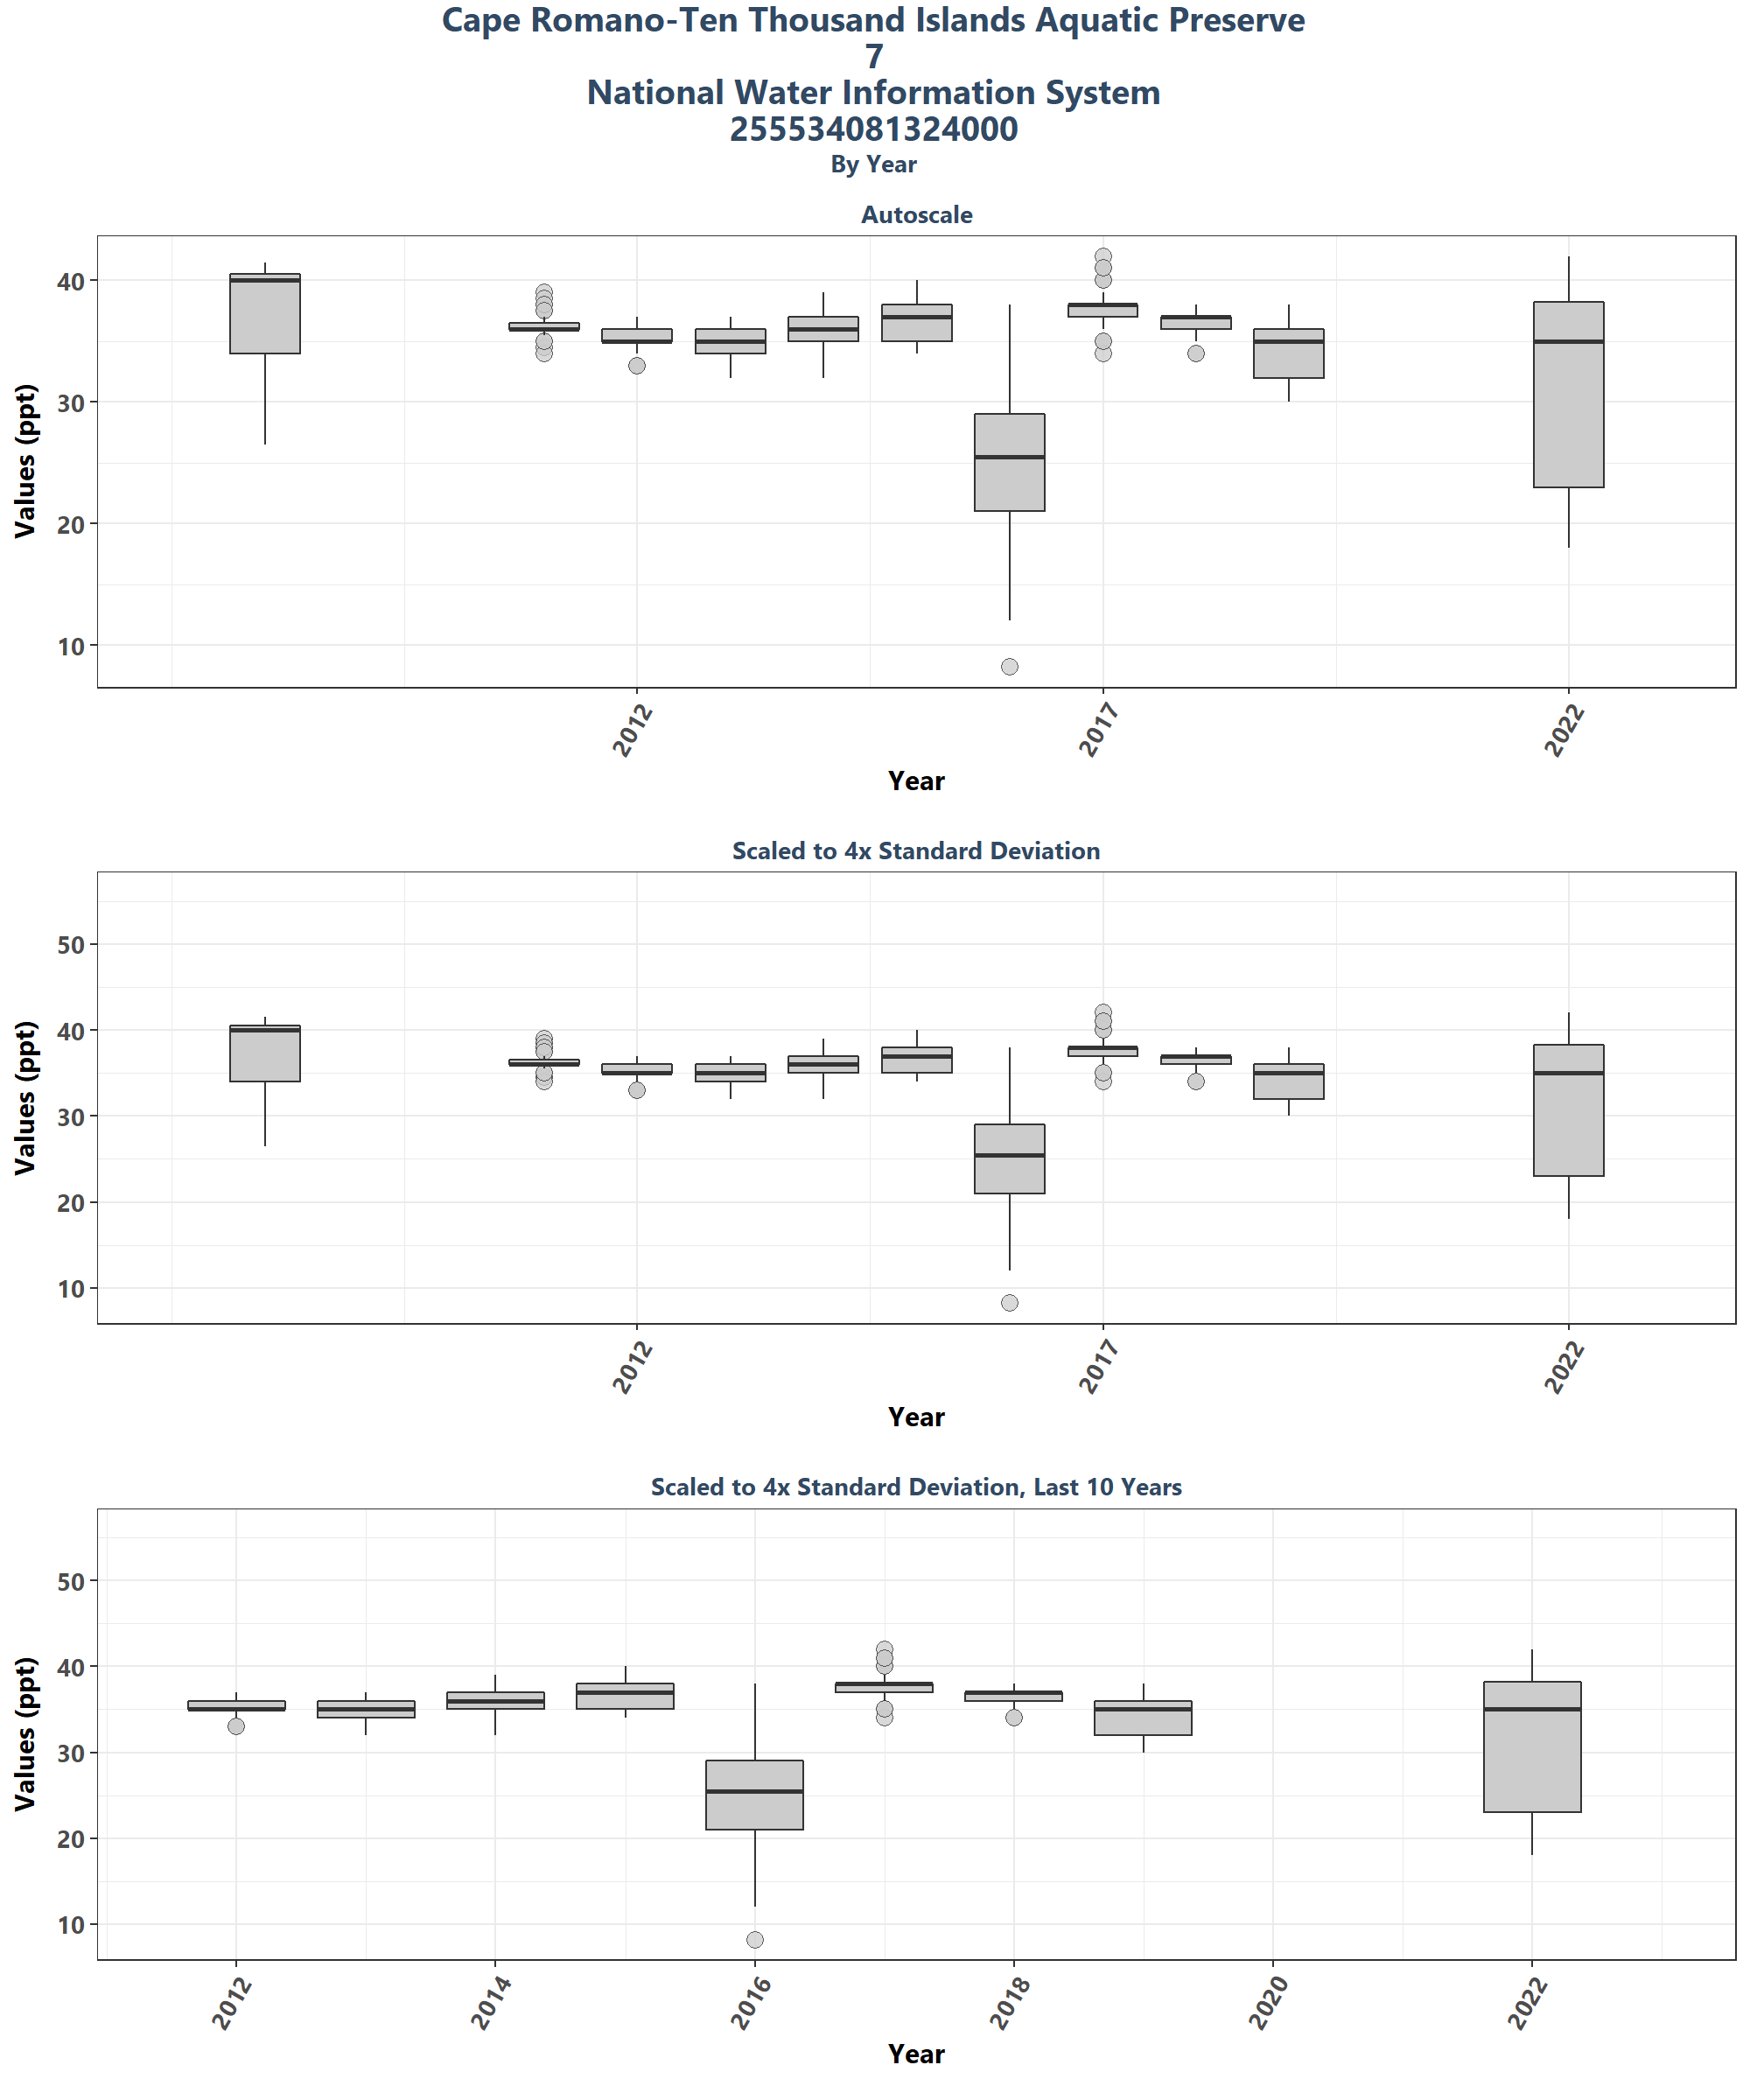 Cape Romano-Ten Thousand Islands Aquatic Preserve
7
National Water Information System
255534081324000
By Year
Autoscale
Values (ppt)
40
30
20
10
2012
2017
2022
Year
Scaled to 4x Standard Deviation
Values (ppt)
50
40
30
20
10
2012
2017
2022
Year
Scaled to 4x Standard Deviation, Last 10 Years
Values (ppt)
50
40
30
20
10
2012
2014
2016
2018
2020
2022
Year